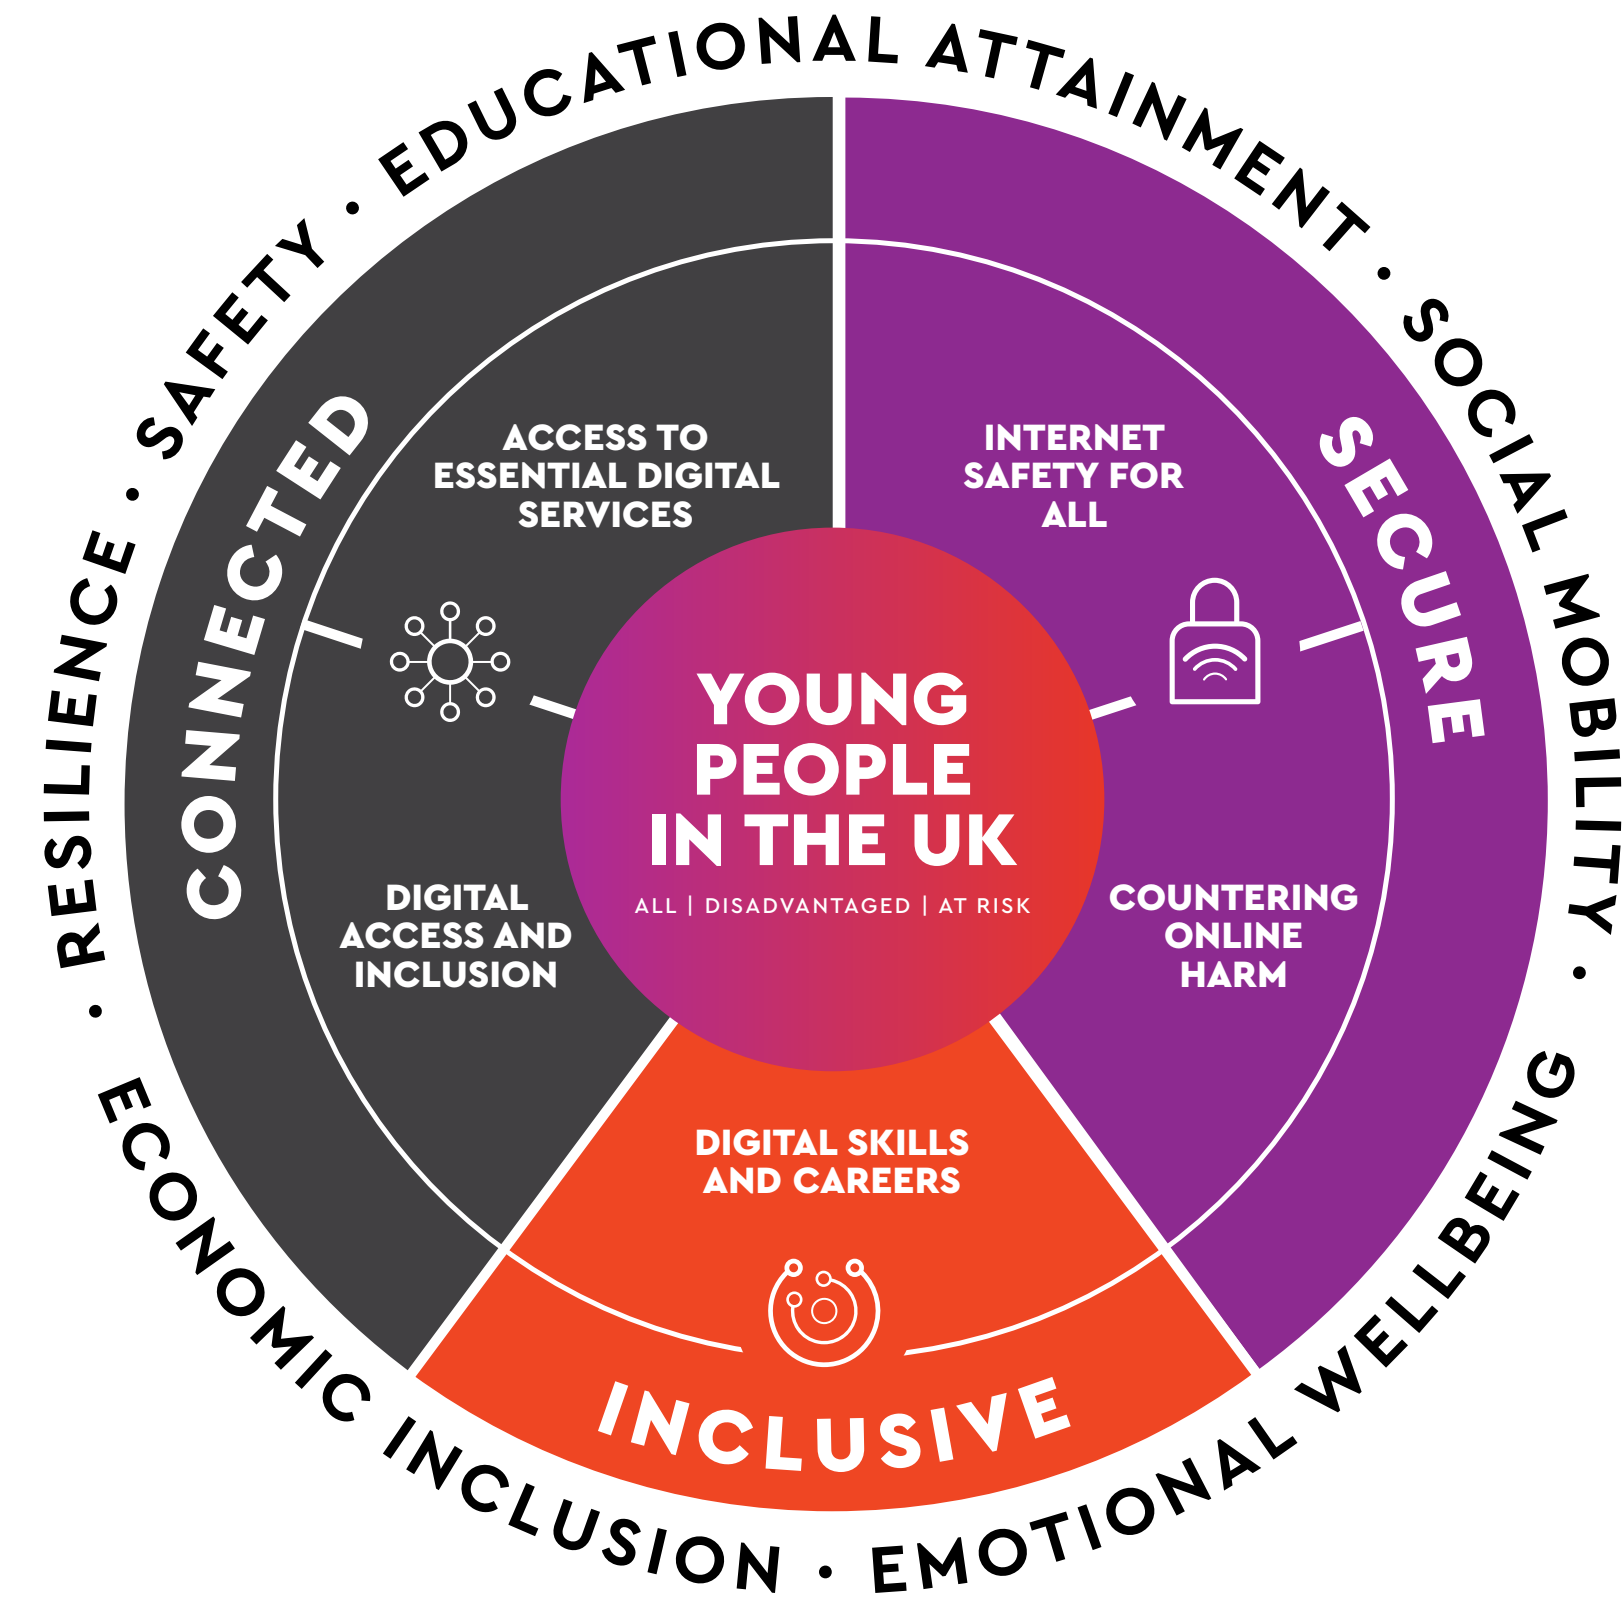 EDUCATIONAL ATTAINMENT · SOCIAL MOBILITY · EMOTIONAL WELLBEING · ECONOMIC INCLUSION · RESILIENCE · SAFETY ·
CONNECTED
ACCESS TO
ESSENTIAL DIGITAL
SERVICES
DIGITAL
ACCESS AND
INCLUSION
SECURE
INTERNET
SAFETY FOR
ALL
COUNTERING
ONLINE
HARM
YOUNG
PEOPLE
IN THE UK
ALL | DISADVANTAGED | AT RISK
DIGITAL SKILLS
AND CAREERS
INCLUSIVE